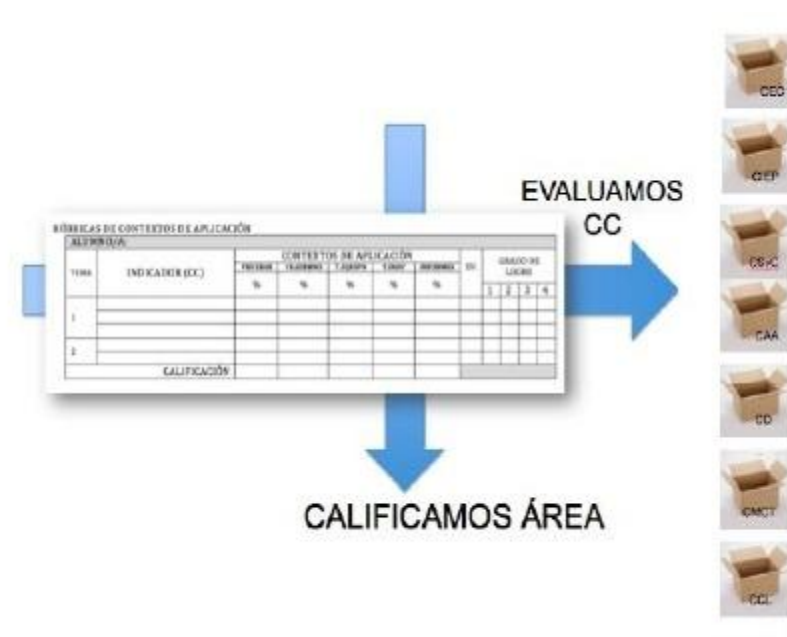 EVALUAMOS
CC
RÚBRICAS DE CONTEXTOS DE APLICACIÓN
ALUMNO/A:
TEMA INDICADOR (CC) CONTEXTOS DE APLICACIÓN GRADO DE LOGRO
% % % % %
1 2 3 4
1
2
CALIFICACIÓN
CALIFICAMOS ÁREA
CEC
CIEP
CSyC
CAA
CD
CMCT
CCL